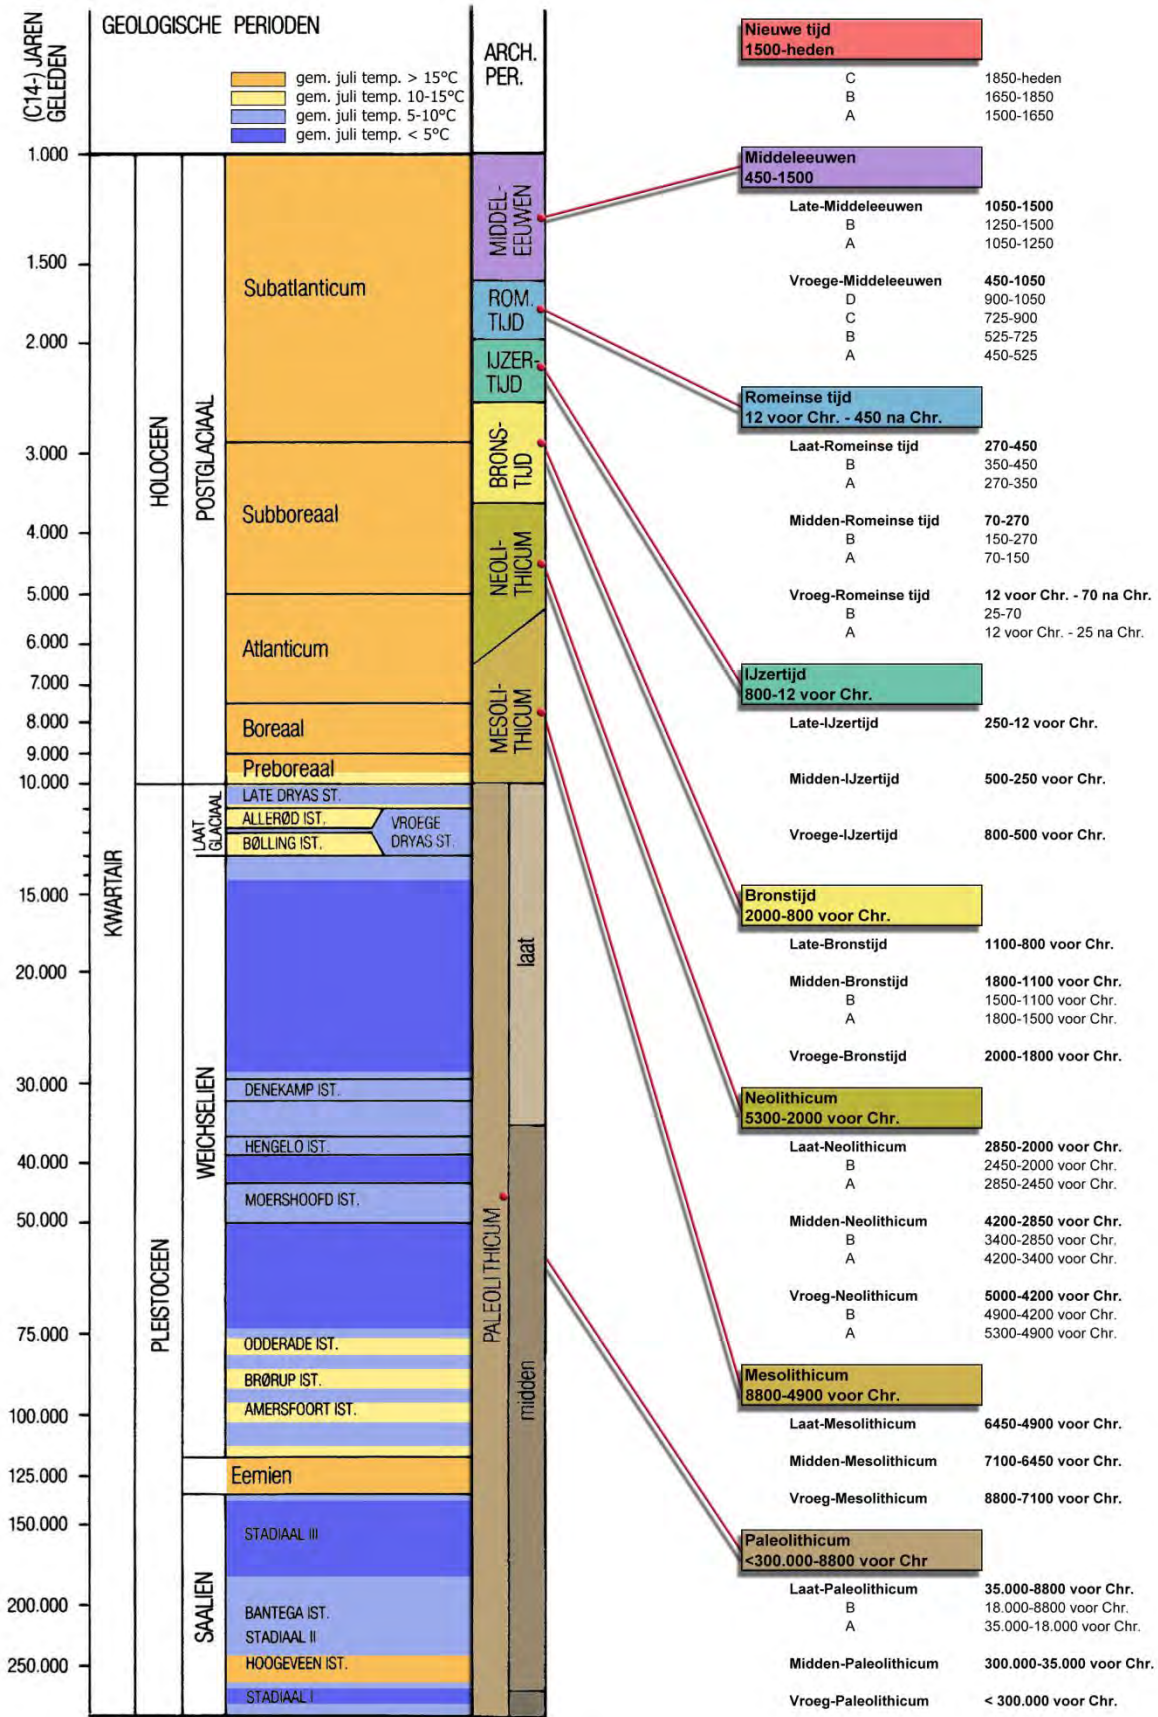 (C14-) JAREN
GELEDEN
GEOLOGISCHE PERIODEN
gem. juli temp. > 15°C
gem. juli temp. 10-15°C
gem. juli temp. 5-10°C
gem. juli temp. < 5°C
ARCH.
PER.
1.000
1.500
2.000
3.000
4.000
5.000
6.000
7.000
8.000
9.000
10.000
15.000
20.000
30.000
40.000
50.000
75.000
100.000
125.000
150.000
200.000
250.000
KWARTAIR
HOLOCEEN
PLEISTOCEEN
POSTGLACIAAL
LAAT
GLACIAAL
WEICHSELIEN
SAALIEN
Subatlanticum
Subboreaal
Atlanticum
Boreaal
Preboreaal
LATE DRYAS ST.
ALLERØD IST.
VROEGE
DRYAS ST.
BØLLING IST.
DENEKAMP IST.
HENGELO IST.
MOERSHOOFD IST.
ODDERADE IST.
BRØRUP IST.
AMERSFOORT IST.
Eemien
STADIAAL III
BANTEGA IST.
STADIAAL II
HOOGEVEEN IST.
STADIAAL I
MIDDEL-
EEUWEN
ROM.
TIJD
IJZER-
TIJD
BRONS-
TIJD
NEOLI-
THICUM
MESOLI-
THICUM
PALEOLITHICUM
laat
midden
Nieuwe tijd
1500-heden
C 1850-heden
B 1650-1850
A 1500-1650
Middeleeuwen
450-1500
Late-Middeleeuwen 1050-1500
B 1250-1500
A 1050-1250
Vroege-Middeleeuwen 450-1050
D 900-1050
C 725-900
B 525-725
A 450-525
Romeinse tijd
12 voor Chr. - 450 na Chr.
Laat-Romeinse tijd 270-450
B 350-450
A 270-350
Midden-Romeinse tijd 70-270
B 150-270
A 70-150
Vroeg-Romeinse tijd 12 voor Chr. - 70 na Chr.
B 25-70
A 12 voor Chr. - 25 na Chr.
IJzertijd
800-12 voor Chr.
Late-IJzertijd 250-12 voor Chr.
Midden-IJzertijd 500-250 voor Chr.
Vroege-IJzertijd 800-500 voor Chr.
Bronstijd
2000-800 voor Chr.
Late-Bronstijd 1100-800 voor Chr.
Midden-Bronstijd 1800-1100 voor Chr.
B 1500-1100 voor Chr.
A 1800-1500 voor Chr.
Vroege-Bronstijd 2000-1800 voor Chr.
Neolithicum
5300-2000 voor Chr.
Laat-Neolithicum 2850-2000 voor Chr.
B 2450-2000 voor Chr.
A 2850-2450 voor Chr.
Midden-Neolithicum 4200-2850 voor Chr.
B 3400-2850 voor Chr.
A 4200-3400 voor Chr.
Vroeg-Neolithicum 5000-4200 voor Chr.
B 4900-4200 voor Chr.
A 5300-4900 voor Chr.
Mesolithicum
8800-4900 voor Chr.
Laat-Mesolithicum 6450-4900 voor Chr.
Midden-Mesolithicum 7100-6450 voor Chr.
Vroeg-Mesolithicum 8800-7100 voor Chr.
Paleolithicum
<300.000-8800 voor Chr
Laat-Paleolithicum 35.000-8800 voor Chr.
B 18.000-8800 voor Chr.
A 35.000-18.000 voor Chr.
Midden-Paleolithicum 300.000-35.000 voor Chr.
Vroeg-Paleolithicum < 300.000 voor Chr.